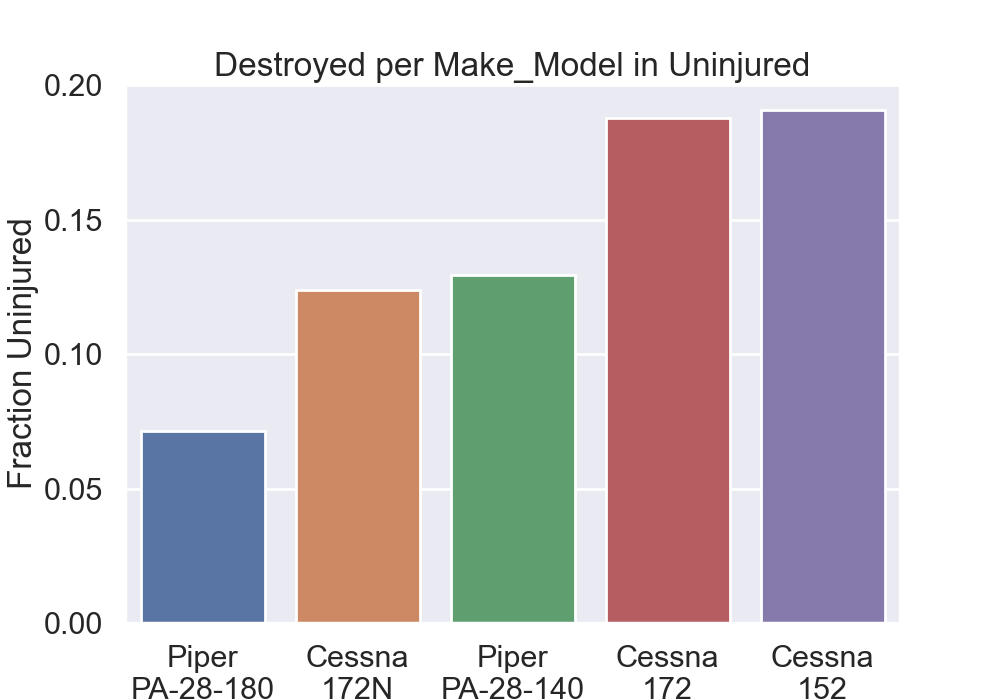 Destroyed per Make_Model in Uninjured
Fraction Uninjured
0.20
0.15
0.10
0.05
0.00
Piper
PA-28-180
Cessna
172N
Piper
PA-28-140
Cessna
172
Cessna
152